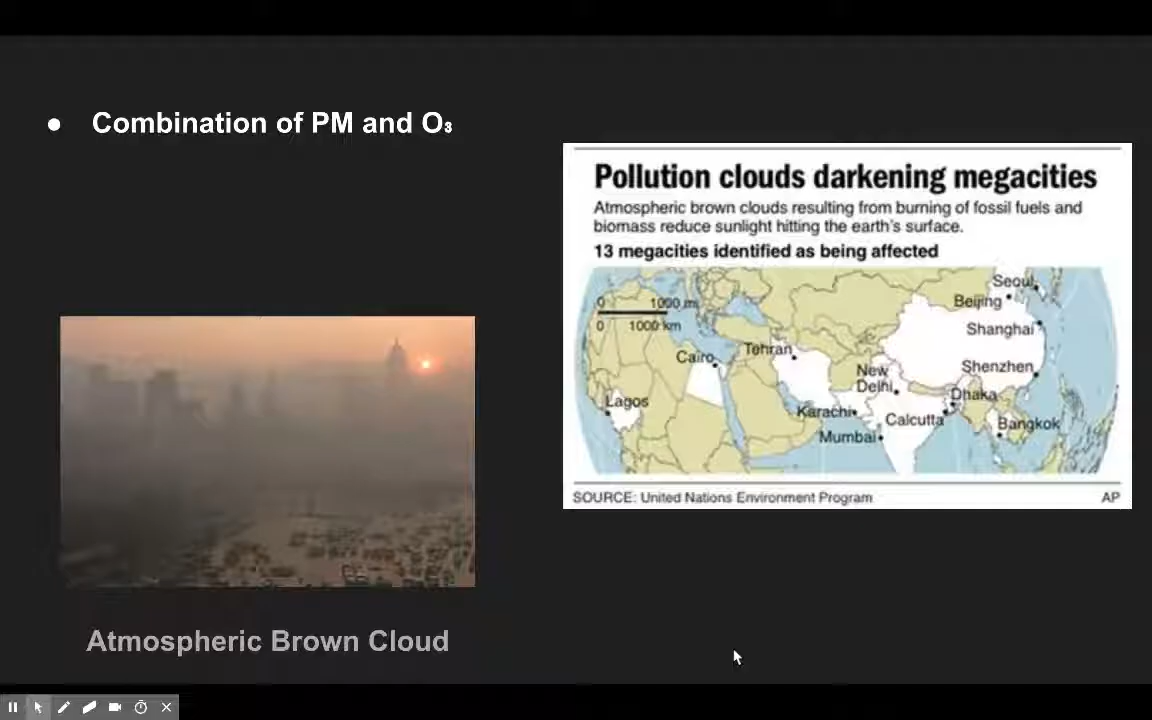 ● Combination of PM and O₃
Pollution clouds darkening megacities
Atmospheric brown clouds resulting from burning of fossil fuels and
biomass reduce sunlight hitting the earth's surface.
13 megacities identified as being affected
0 1000 mi
0 1000 km
Seoul
Beijing
Shanghai
Tehran
Cairo
New
Delhi
Shenzhen
Dhaka
Lagos
Karachi
Calcutta
Bangkok
Mumbai
SOURCE: United Nations Environment Program
AP
Atmospheric Brown Cloud